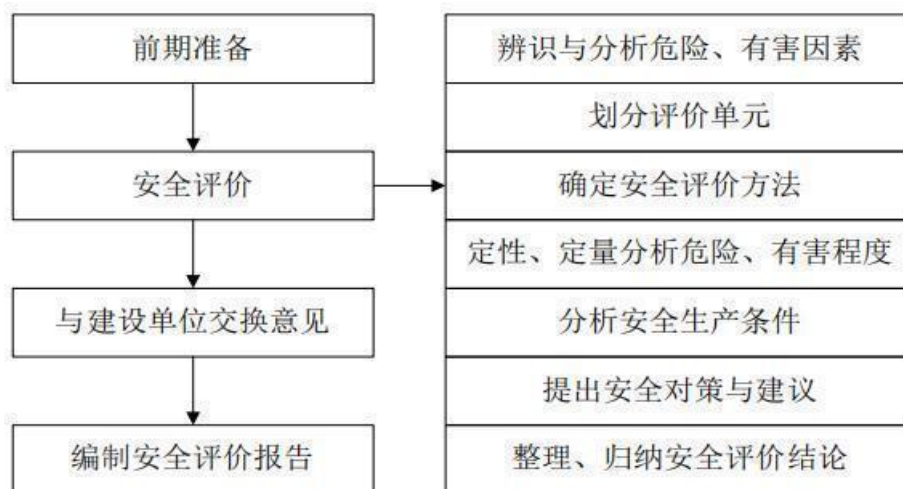 前期准备
安全评价
与建设单位交换意见
编制安全评价报告
辨识与分析危险、有害因素
划分评价单元
确定安全评价方法
定性、定量分析危险、有害程度
分析安全生产条件
提出安全对策与建议
整理、归纳安全评价结论